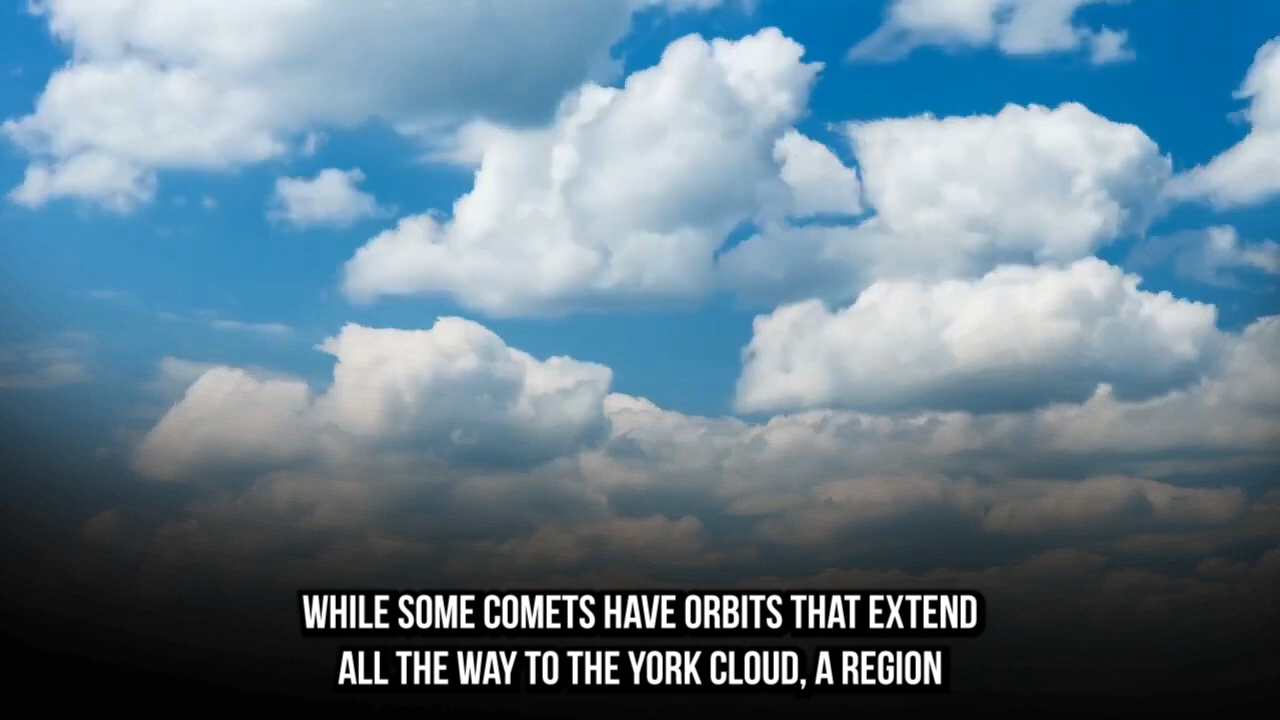 WHILE SOME COMETS HAVE ORBITS THAT EXTEND
ALL THE WAY TO THE YORK CLOUD, A REGION